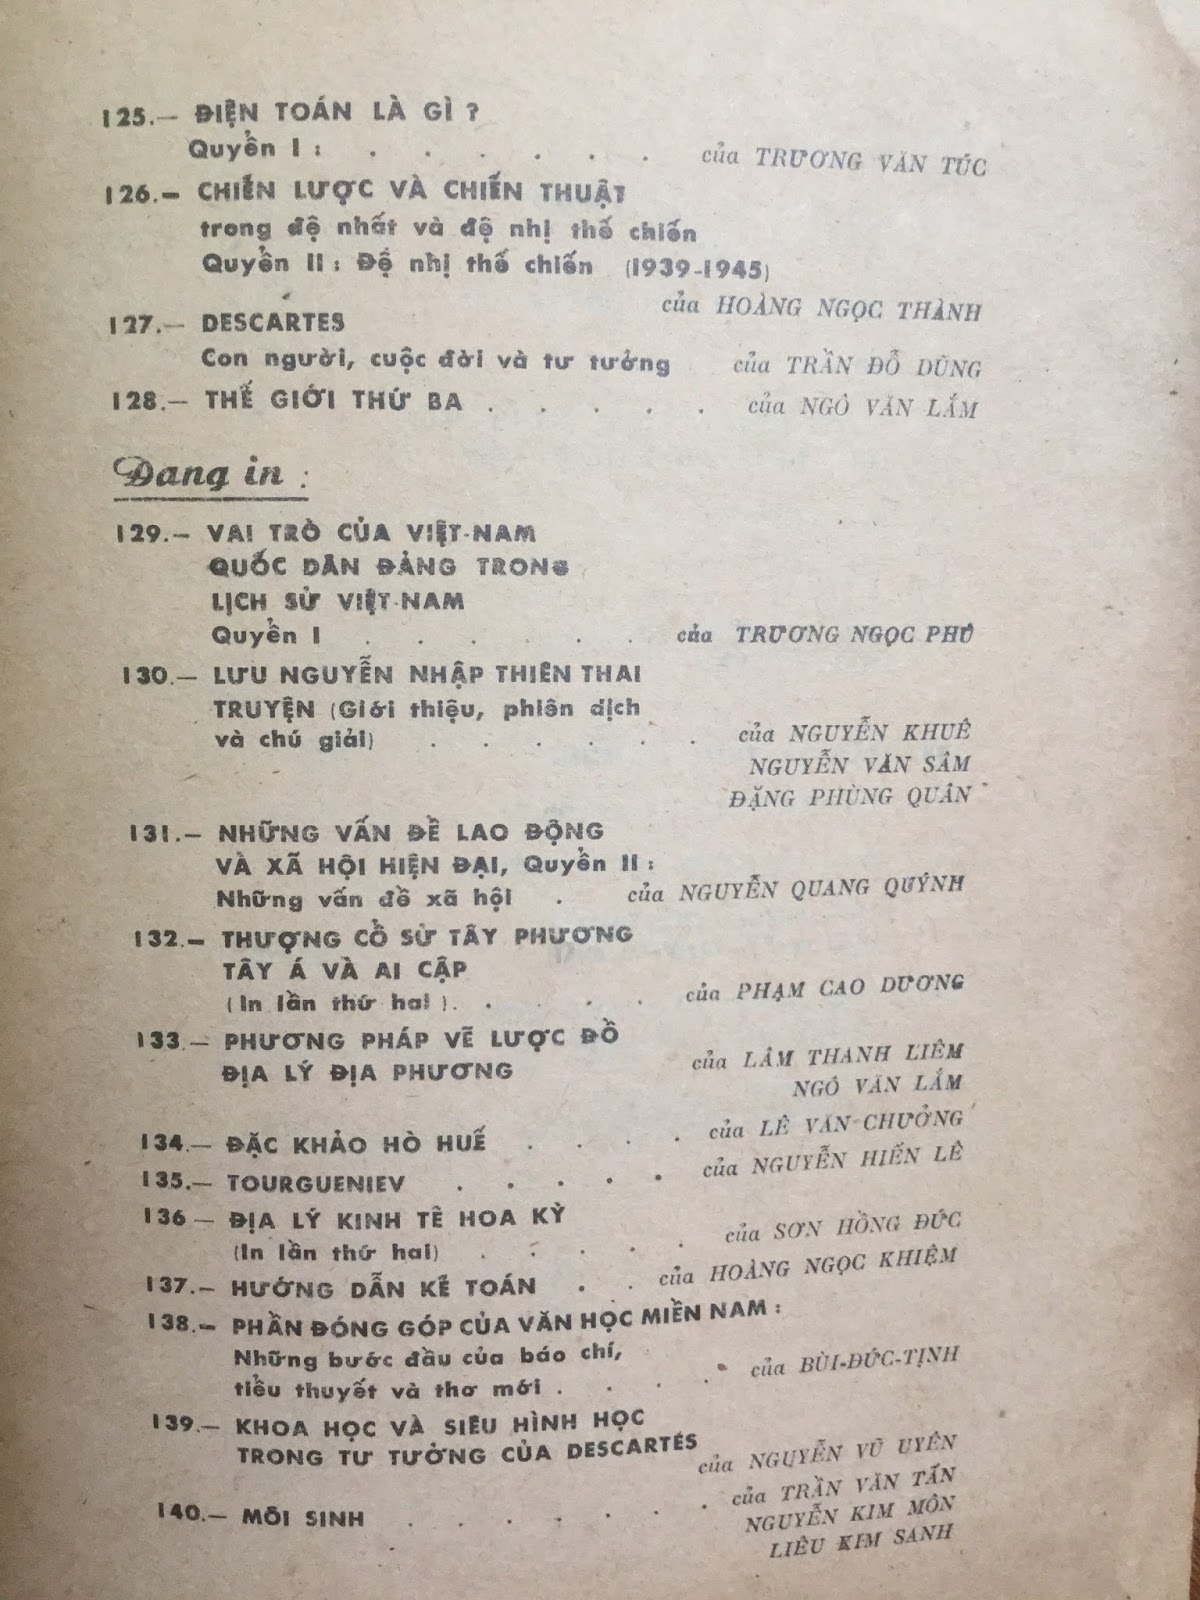 125.— ĐIỆN TOÁN LÀ GÌ ?
Quyển I : . . . . . . của TRƯƠNG VĂN TÚC
126.— CHIẾN LƯỢC VÀ CHIẾN THUẬT
trong đệ nhất và đệ nhị thế chiến
Quyển II : Đệ nhị thế chiến (1939-1945)
của HOÀNG NGỌC THÀNH
127.— DESCARTES
Con người, cuộc đời và tư tưởng của TRẦN ĐỖ DŨNG
128.— THẾ GIỚI THỨ BA . . . . . của NGÔ VĂN LẮM
Đang in :
129.— VAI TRÒ CỦA VIỆT-NAM
QUỐC DÂN ĐẢNG TRONG
LỊCH SỬ VIỆT-NAM
Quyển I . . . . . . của TRƯƠNG NGỌC PHÚ
130.— LƯU NGUYỄN NHẬP THIÊN THAI
TRUYỆN (Giới thiệu, phiên dịch
và chú giải) . . . . . . của NGUYỄN KHUÊ
NGUYỄN VĂN SÂM
ĐẶNG PHÙNG QUÂN
131.— NHỮNG VẤN ĐỀ LAO ĐỘNG
VÀ XÃ HỘI HIỆN ĐẠI, Quyển II :
Những vấn đề xã hội . của NGUYỄN QUANG QUÝNH
132.— THƯỢNG CỔ SỬ TÂY PHƯƠNG
TÂY Á VÀ AI CẬP
(In lần thứ hai ). . . . . của PHẠM CAO DƯƠNG
133.— PHƯƠNG PHÁP VẼ LƯỢC ĐỒ
ĐỊA LÝ ĐỊA PHƯƠNG của LÂM THANH LIÊM
NGÔ VĂN LẮM
134.— ĐẶC KHẢO HÒ HUẾ . . . . của LÊ VĂN CHƯỞNG
135.— TOURGUENIEV . . . . . của NGUYỄN HIẾN LÊ
136 — ĐỊA LÝ KINH TẾ HOA KỲ
(In lần thứ hai) . . . . . của SƠN HỒNG ĐỨC
137.— HƯỚNG DẪN KẾ TOÁN . . của HOÀNG NGỌC KHIỆM
138.— PHẦN ĐÓNG GÓP CỦA VĂN HỌC MIỀN NAM :
Những bước đầu của báo chí,
tiểu thuyết và thơ mới . . . . của BÙI-ĐỨC-TỊNH
139.— KHOA HỌC VÀ SIÊU HÌNH HỌC
TRONG TƯ TƯỞNG CỦA DESCARTES
của NGUYỄN VŨ UYÊN
140.— MÔI SINH . . . . . . của TRẦN VĂN TẤN
NGUYỄN KIM MÔN
LIÊU KIM SANH